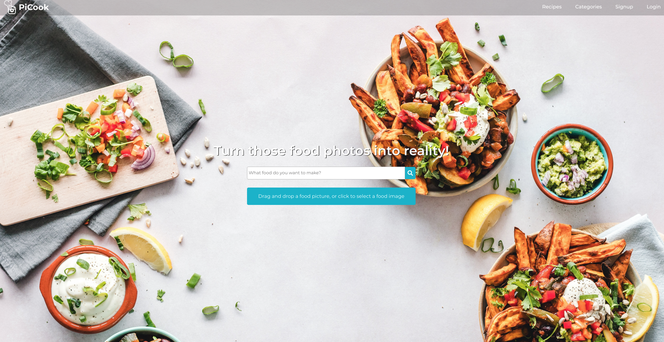 PiCook
Recipes Categories Signup Login
Turn those food photos into reality!
What food do you want to make?
Drag and drop a food picture, or click to select a food image